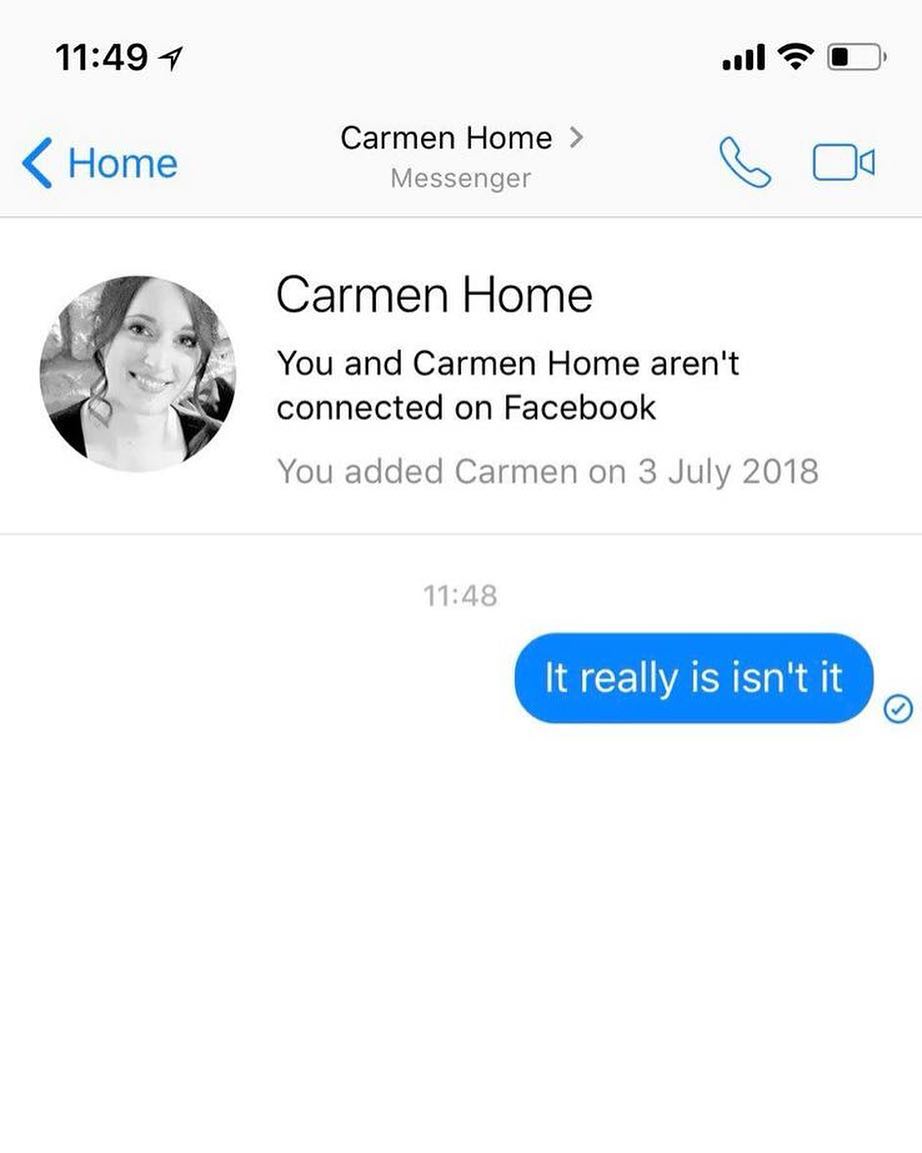 11:49
Home
Carmen Home
Messenger
Carmen Home
You and Carmen Home aren't
connected on Facebook
You added Carmen on 3 July 2018
11:48
It really is isn't it